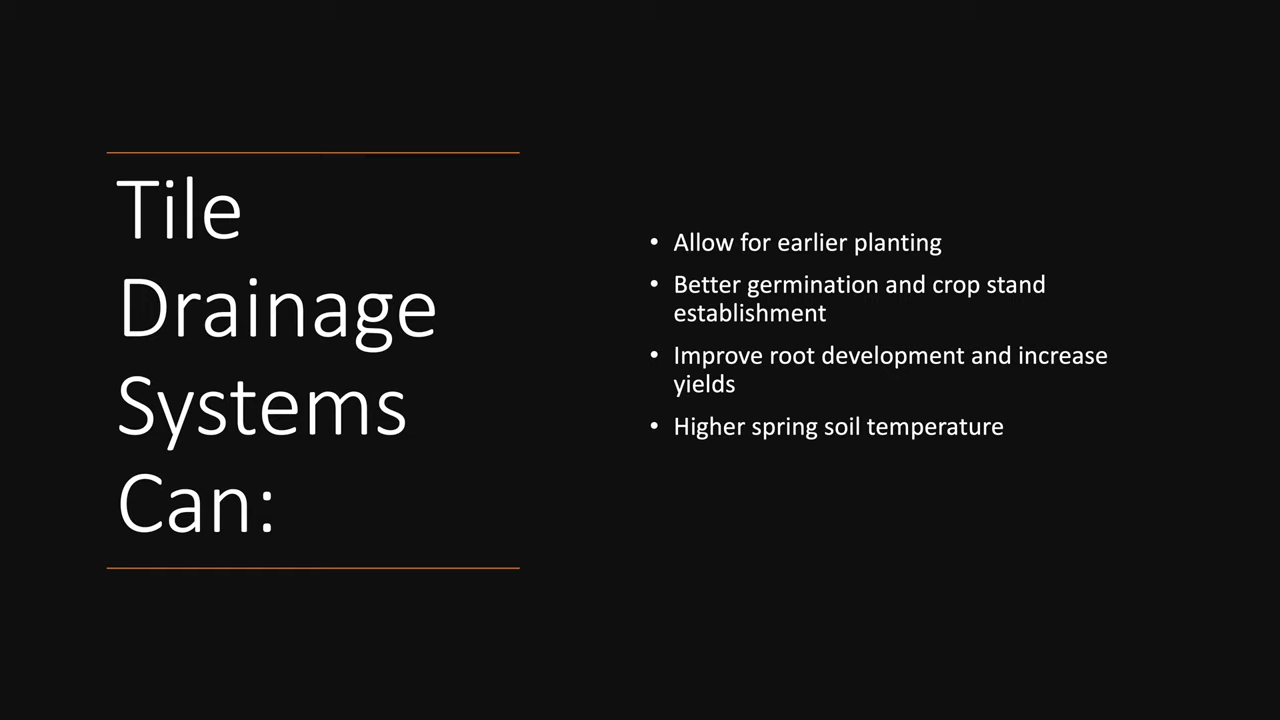 Tile
Drainage
Systems
Can:
• Allow for earlier planting
• Better germination and crop stand
establishment
• Improve root development and increase
yields
• Higher spring soil temperature